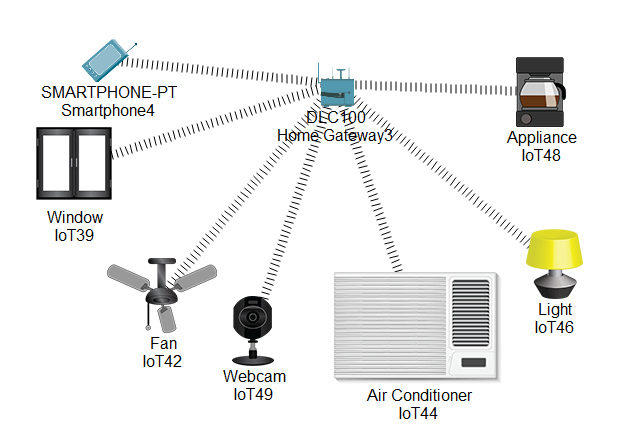 SMARTPHONE-PT
Smartphone4
DLC100
Home Gateway3
Appliance
IoT48
Window
IoT39
Light
IoT46
Fan
IoT42
Webcam
IoT49
Air Conditioner
IoT44